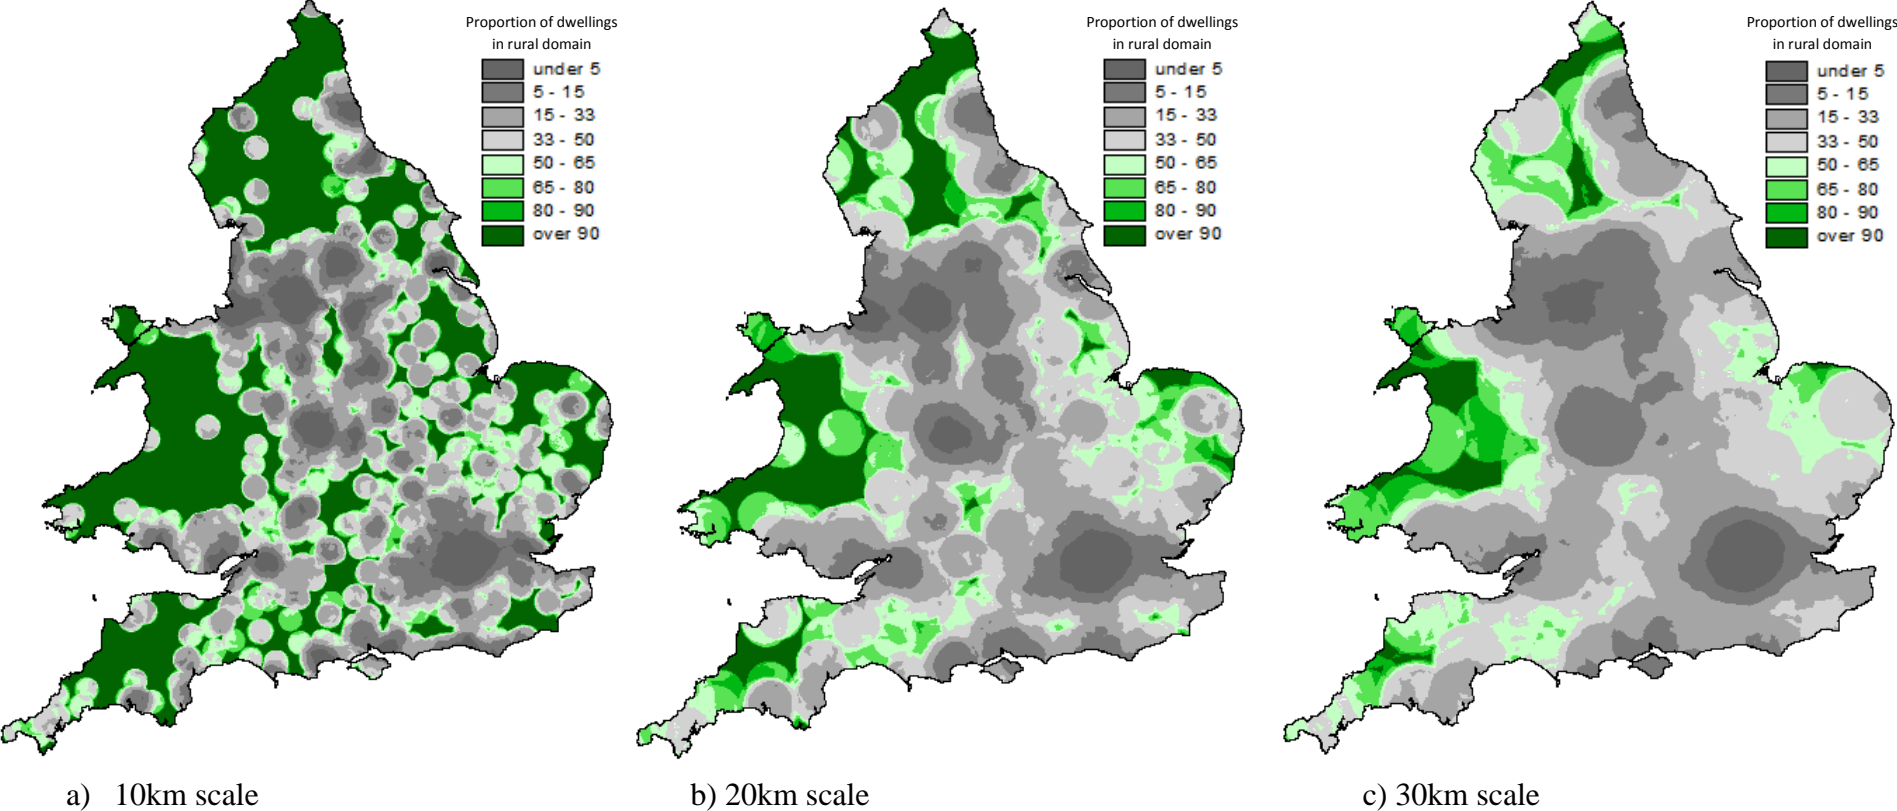 Proportion of dwellings
in rural domain
under 5
5 - 15
15 - 33
33 - 50
50 - 65
65 - 80
80 - 90
over 90
Proportion of dwellings
in rural domain
under 5
5 - 15
15 - 33
33 - 50
50 - 65
65 - 80
80 - 90
over 90
Proportion of dwellings
in rural domain
under 5
5 - 15
15 - 33
33 - 50
50 - 65
65 - 80
80 - 90
over 90
a) 10km scale
b) 20km scale
c) 30km scale